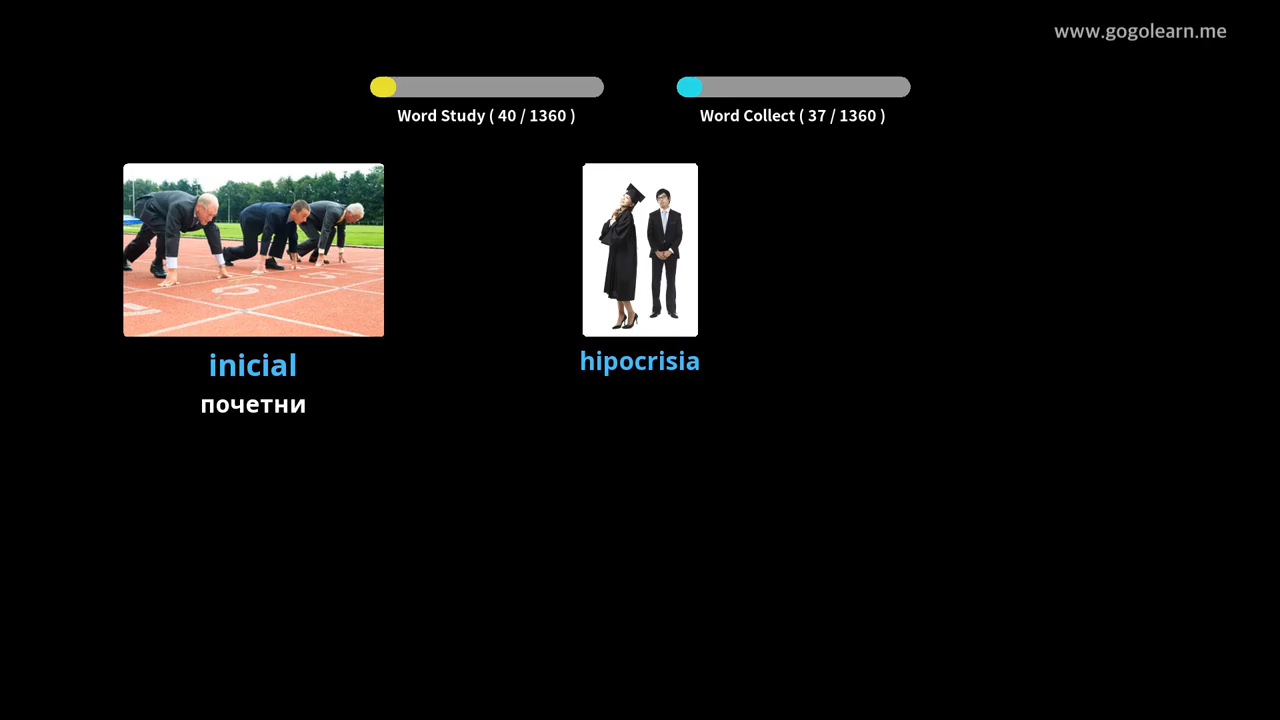 www.gogolearn.me
Word Study ( 40 / 1360 )
Word Collect ( 37 / 1360 )
inicial
почетни
hipocrisia